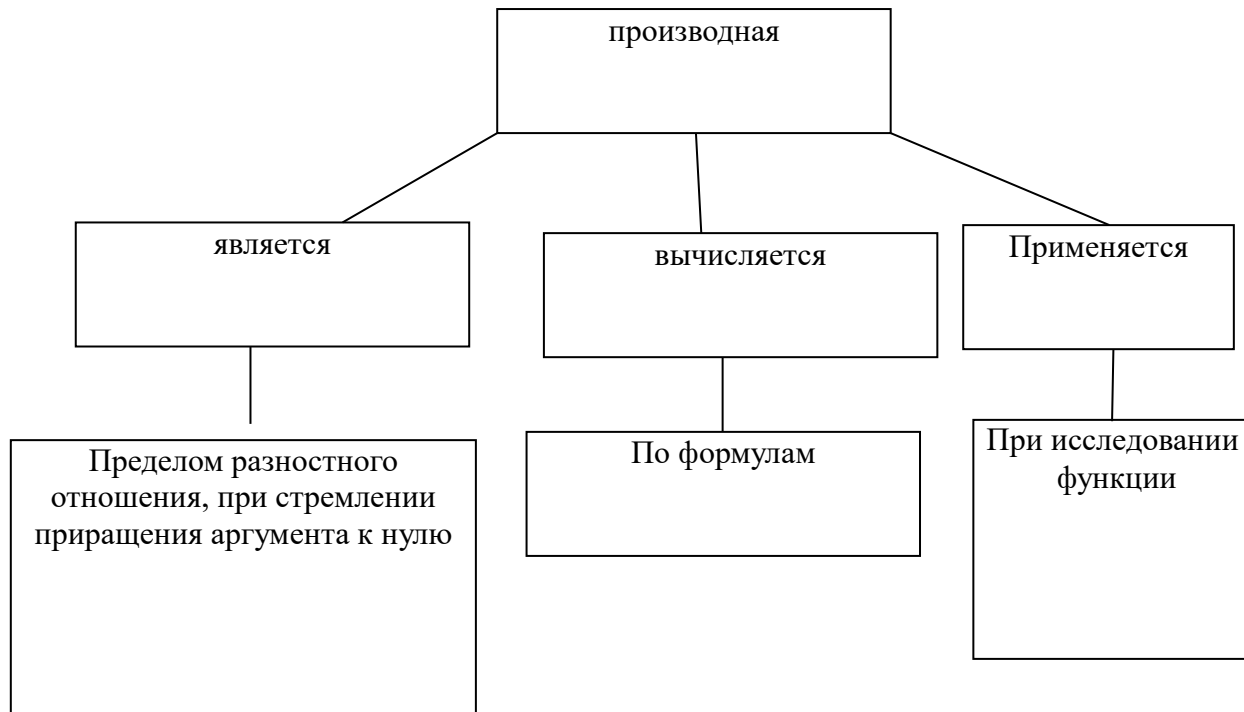 производная
является
вычисляется
Применяется
Пределом разностного
отношения, при стремлении
приращения аргумента к нулю
По формулам
При исследовании
функции